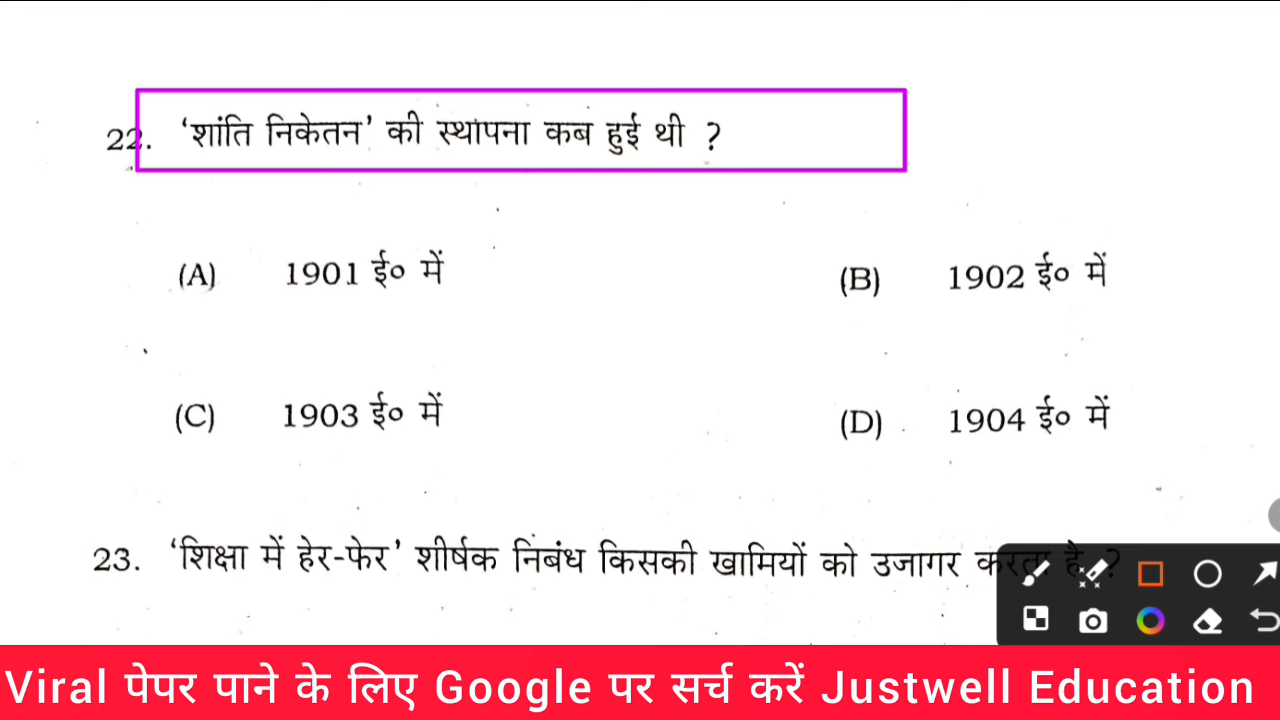 22. 'शांति निकेतन' की स्थापना कब हुई थी ?
(A) 1901 ई० में
(B) 1902 ई० में
(C) 1903 ई० में
(D) 1904 ई० में
23. 'शिक्षा में हेर-फेर' शीर्षक निबंध किसकी खामियों को उजागर करता है ?
Viral पेपर पाने के लिए Google पर सर्च करें Justwell Education